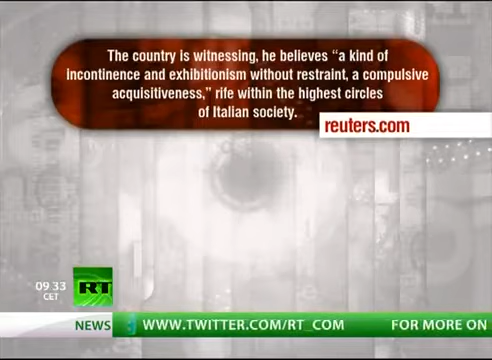 The country is witnessing, he believes “a kind of
incontinence and exhibitionism without restraint, a compulsive
acquisitiveness,” rife within the highest circles
of Italian society.
reuters.com
09.33
CET
RT
NEWS
WWW.TWITTER.COM/RT_COM
FOR MORE ON